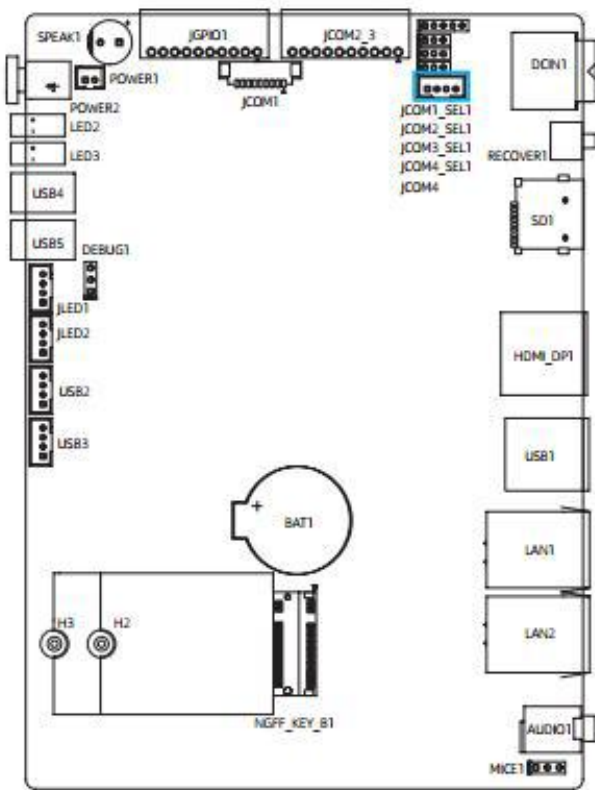 SPEAK1
JGPIO1
JCOM2_3
DCIN1
POWER1
JCOM1
POWER2
JCOM1_SEL1
LED2
JCOM2_SEL1
JCOM3_SEL1
LED3
RECOVER1
JCOM4_SEL1
USB4
JCOM4
SD1
USB5
DEBUG1
JLED1
JLED2
HDMI_DP1
USB2
USB3
USB1
+
BAT1
LAN1
H3
H2
LAN2
NGFF_KEY_B1
AUDIO1
MICE1